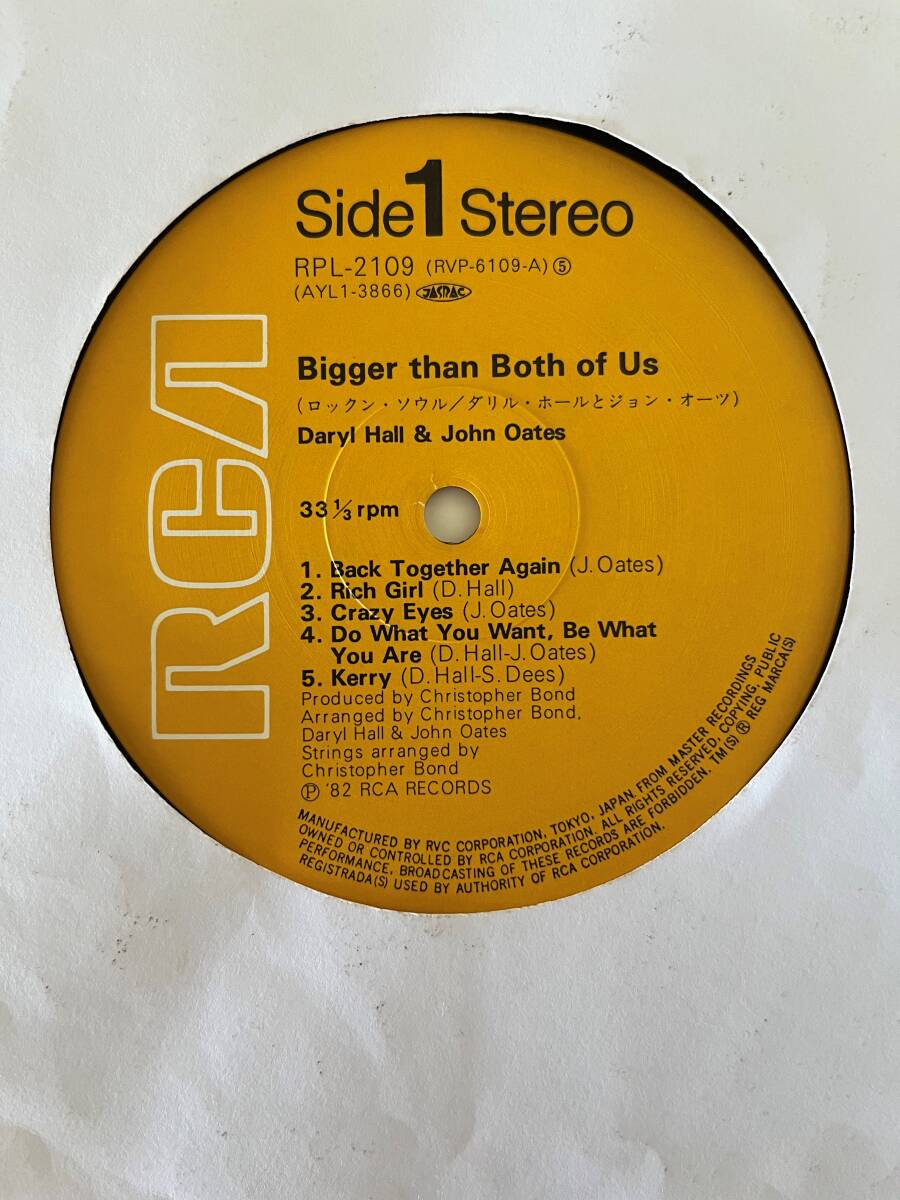 Side 1 Stereo
RPL-2109 (RVP-6109-A) ⑤
(AYL1-3866) JASRAC
RCA
Bigger than Both of Us
(ロックン・ソウル/ダリル・ホールとジョン・オーツ)
Daryl Hall & John Oates
33 1/3 rpm
1. Back Together Again (J. Oates)
2. Rich Girl (D. Hall)
3. Crazy Eyes (J. Oates)
4. Do What You Want, Be What
You Are (D. Hall-J. Oates)
5. Kerry (D. Hall-S. Dees)
Produced by Christopher Bond
Arranged by Christopher Bond,
Daryl Hall & John Oates
Strings arranged by
Christopher Bond
Ⓟ '82 RCA RECORDS
MANUFACTURED BY RVC CORPORATION, TOKYO, JAPAN. FROM MASTER RECORDINGS
OWNED OR CONTROLLED BY RCA CORPORATION. ALL RIGHTS RESERVED, COPYING, PUBLIC
PERFORMANCE, BROADCASTING OF THESE RECORDS ARE FORBIDDEN. TM(S) ® REG MARCA(S)
REGISTRADA(S) USED BY AUTHORITY OF RCA CORPORATION.